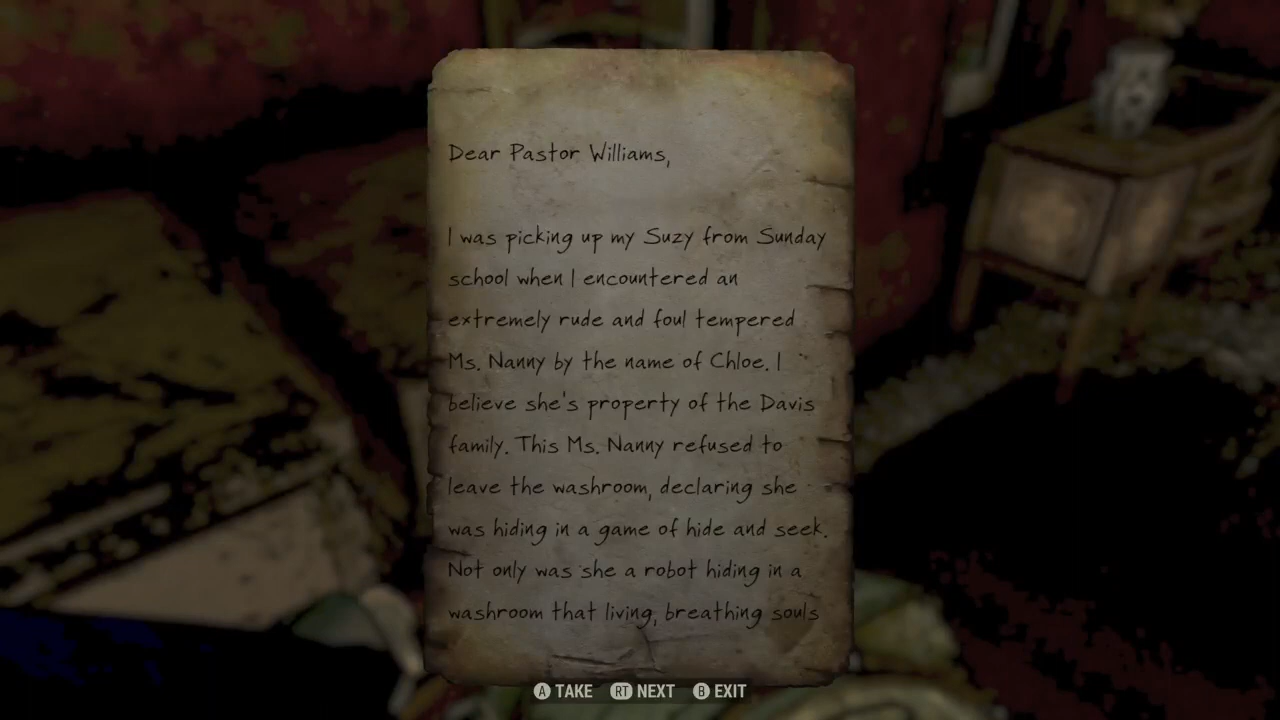 Dear Pastor Williams,
I was picking up my Suzy from Sunday
school when I encountered an
extremely rude and foul tempered
Ms. Nanny by the name of Chloe. I
believe she's property of the Davis
family. This Ms. Nanny refused to
leave the washroom, declaring she
was hiding in a game of hide and seek.
Not only was she a robot hiding in a
washroom that living, breathing souls
A TAKE RT NEXT B EXIT